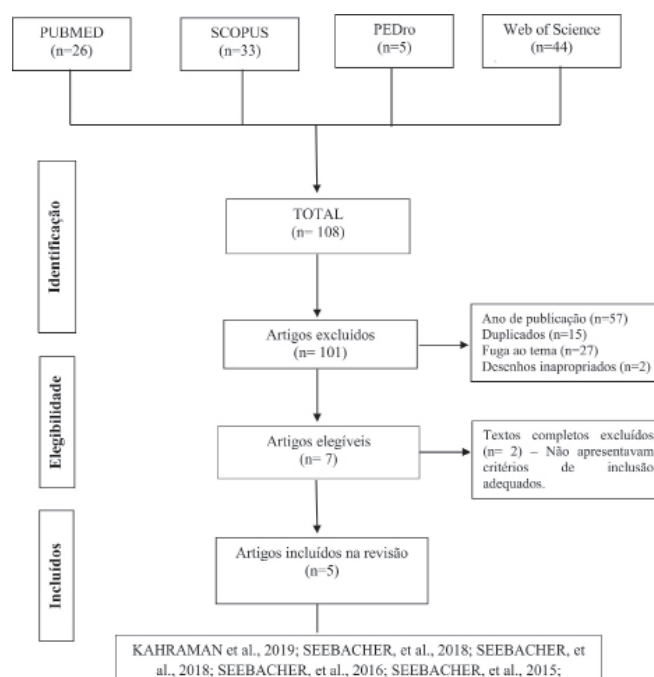 PUBMED
(n=26)
SCOPUS
(n=33)
PEDro
(n=5)
Web of Science
(n=44)
Identificação
TOTAL
(n= 108)
Artigos excluídos
(n= 101)
Ano de publicação (n=57)
Duplicados (n=15)
Fuga ao tema (n=27)
Desenhos inapropriados (n=2)
Elegibilidade
Artigos elegíveis
(n= 7)
Textos completos excluídos
(n= 2) – Não apresentavam
critérios de inclusão
adequados.
Incluídos
Artigos incluídos na revisão
(n=5)
KAHRAMAN et al., 2019; SEEBACHER, et al., 2018; SEEBACHER, et
al., 2018; SEEBACHER, et al., 2016; SEEBACHER, et al., 2015;